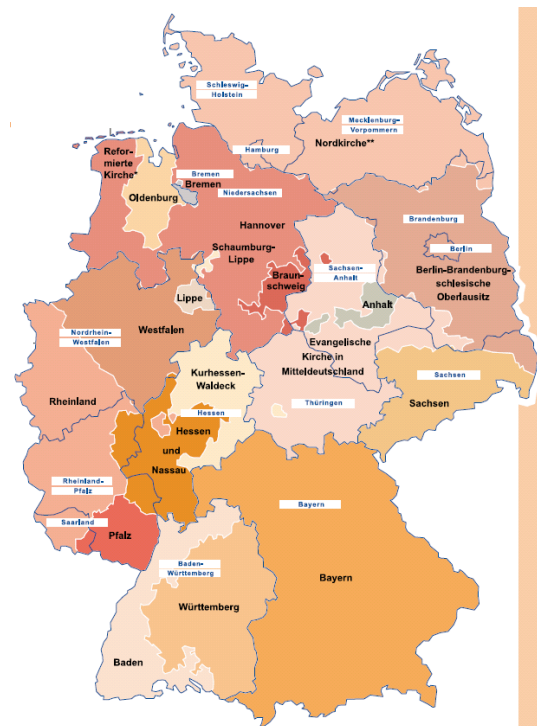 Schleswig-
Holstein
Mecklenburg-
Vorpommern
Nordkirche**
Hamburg
Refor-
mierte
Kirche*
Bremen
Bremen
Oldenburg
Niedersachsen
Brandenburg
Hannover
Berlin
Schaumburg-
Lippe
Braun-
schweig
Sachsen-
Anhalt
Berlin-Brandenburg-
schlesische
Oberlausitz
Lippe
Anhalt
Westfalen
Nordrhein-
Westfalen
Evangelische
Kirche in
Mitteldeutschland
Kurhessen-
Waldeck
Sachsen
Sachsen
Rheinland
Thüringen
Hessen
Hessen
und
Nassau
Rheinland-
Pfalz
Saarland
Pfalz
Bayern
Baden-
Württemberg
Bayern
Württemberg
Baden